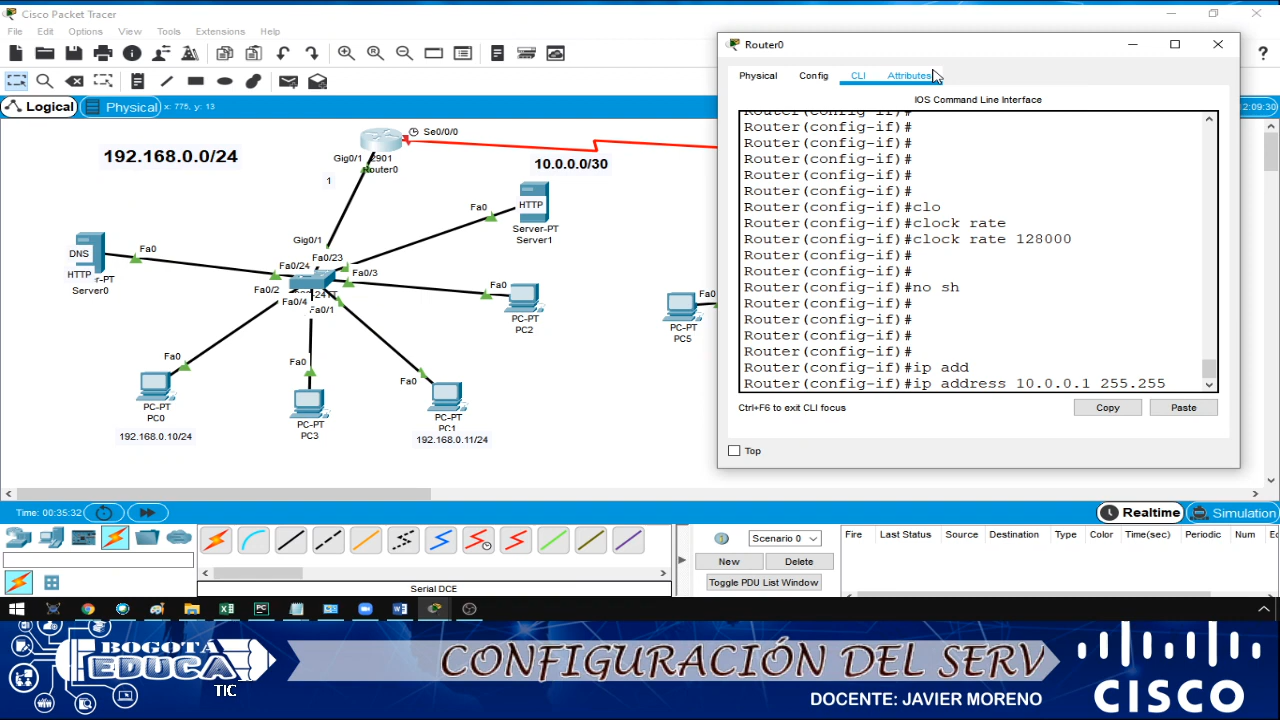 Cisco Packet Tracer
File Edit Options View Tools Extensions Help
Logical Physical x: 775, y: 13
12:09:30
192.168.0.0/24
Se0/0/0
Gig0/1 2901
Router0
1
10.0.0.0/30
Fa0
HTTP
Server-PT
Server1
Gig0/1
Fa0/23
DNS
HTTP
Server0
Fa0
Fa0/24
Fa0/3
Fa0/2
Fa0/4
Fa0/1
Fa0
PC-PT
PC2
Fa0
PC-PT
PC5
Fa0
PC-PT
PC0
192.168.0.10/24
Fa0
PC-PT
PC3
Fa0
PC-PT
PC1
192.168.0.11/24
Router0
Physical Config CLI Attributes
IOS Command Line Interface
Router(config-if)#
Router(config-if)#
Router(config-if)#
Router(config-if)#
Router(config-if)#
Router(config-if)#
Router(config-if)#clo
Router(config-if)#clock rate
Router(config-if)#clock rate 128000
Router(config-if)#
Router(config-if)#
Router(config-if)#no sh
Router(config-if)#
Router(config-if)#
Router(config-if)#
Router(config-if)#
Router(config-if)#ip add
Router(config-if)#ip address 10.0.0.1 255.255
Ctrl+F6 to exit CLI focus
Copy Paste
Top
Time: 00:35:32
Realtime Simulation
Scenario 0
New Delete
Toggle PDU List Window
Fire Last Status Source Destination Type Color Time(sec) Periodic Num Ec
Serial DCE
BOGOTÁ
EDUCA
TIC
CONFIGURACIÓN DEL SERV
DOCENTE: JAVIER MORENO
CISCO